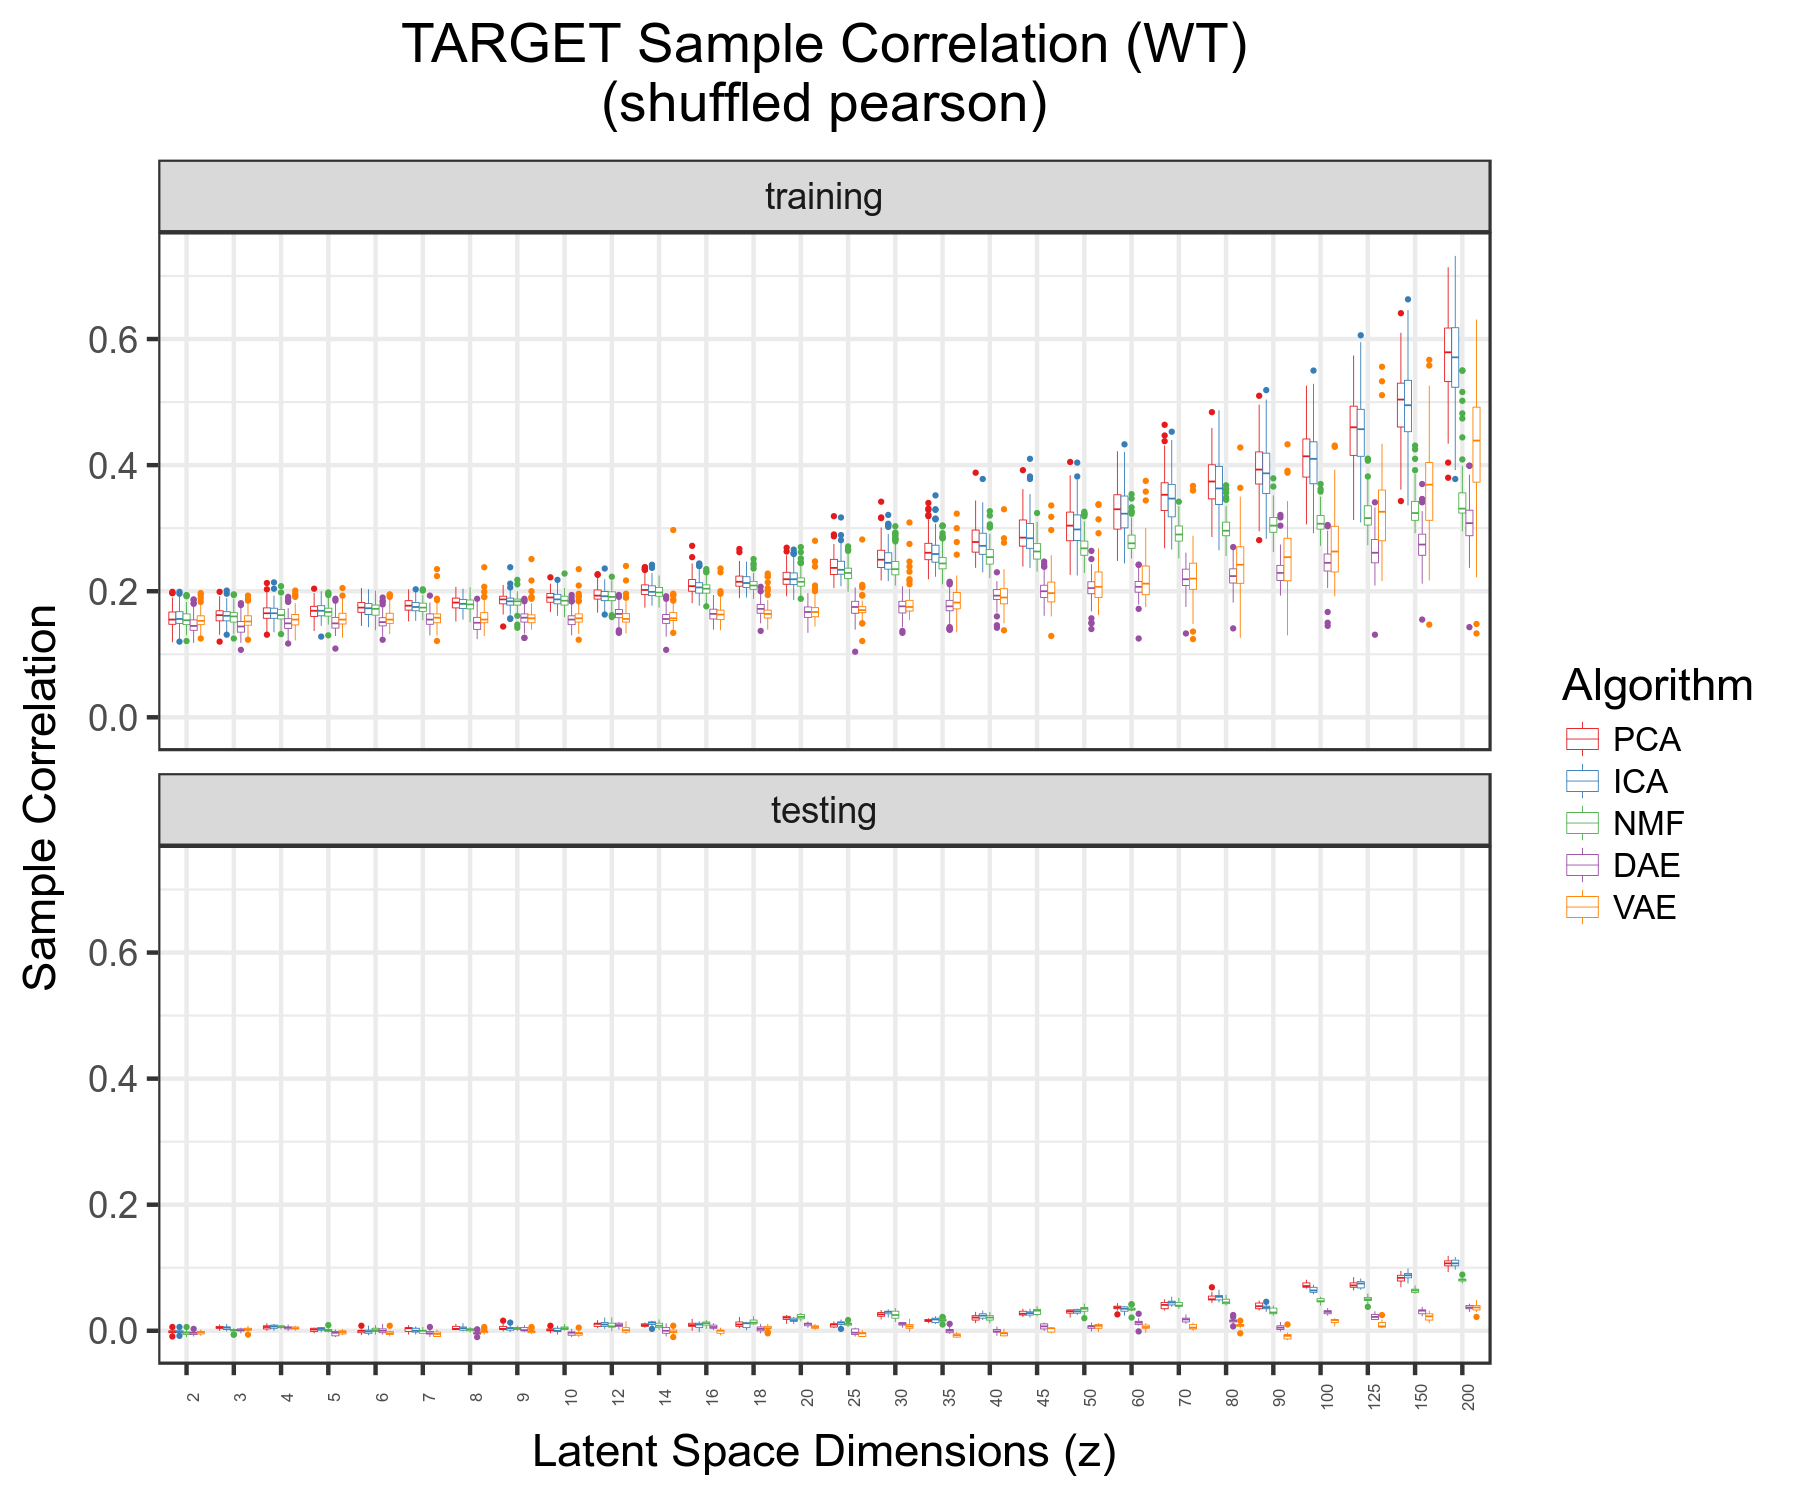 TARGET Sample Correlation (WT)
(shuffled pearson)
training
0.6
0.4
0.2
0.0
Sample Correlation
testing
0.6
0.4
0.2
0.0
2 3 4 5 6 7 8 9 10 12 14 16 18 20 25 30 35 40 45 50 60 70 80 90 100 125 150 200
Latent Space Dimensions (z)
Algorithm
PCA
ICA
NMF
DAE
VAE